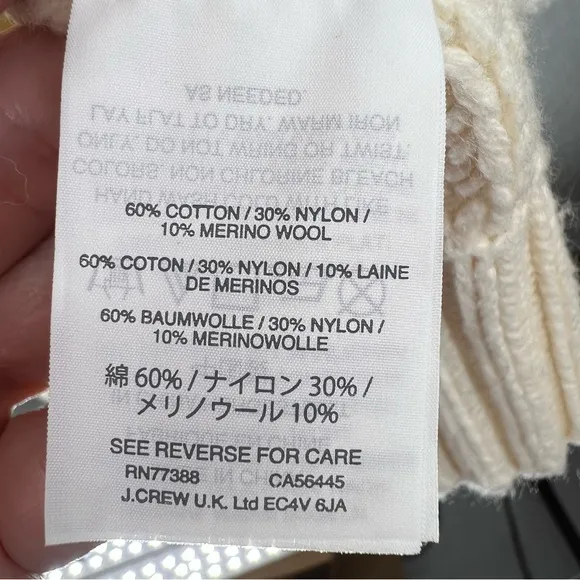 60% COTTON / 30% NYLON /
10% MERINO WOOL
60% COTON / 30% NYLON / 10% LAINE
DE MERINOS
60% BAUMWOLLE / 30% NYLON /
10% MERINOWOLLE
綿 60% / ナイロン 30% /
メリノウール 10%
SEE REVERSE FOR CARE
RN77388 CA56445
J.CREW U.K. Ltd EC4V 6JA